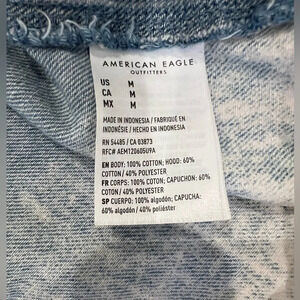 AMERICAN EAGLE
OUTFITTERS
US M
CA M
MX M
MADE IN INDONESIA / FABRIQUÉ EN
INDONÉSIE / HECHO EN INDONESIA
RN 54485 / CA 03873
RFC# AEM120605U9A
EN BODY: 100% COTTON; HOOD: 60%
COTTON / 40% POLYESTER
FR CORPS: 100% COTON; CAPUCHON: 60%
COTON / 40% POLYESTER
SP CUERPO: 100% algodón; CAPUCHA:
60% algodón / 40% poliéster